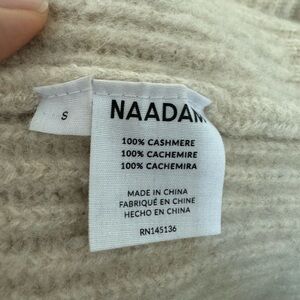 S
NAADAM
100% CASHMERE
100% CACHEMIRE
100% CACHEMIRA
MADE IN CHINA
FABRIQUÉ EN CHINE
HECHO EN CHINA
RN145136